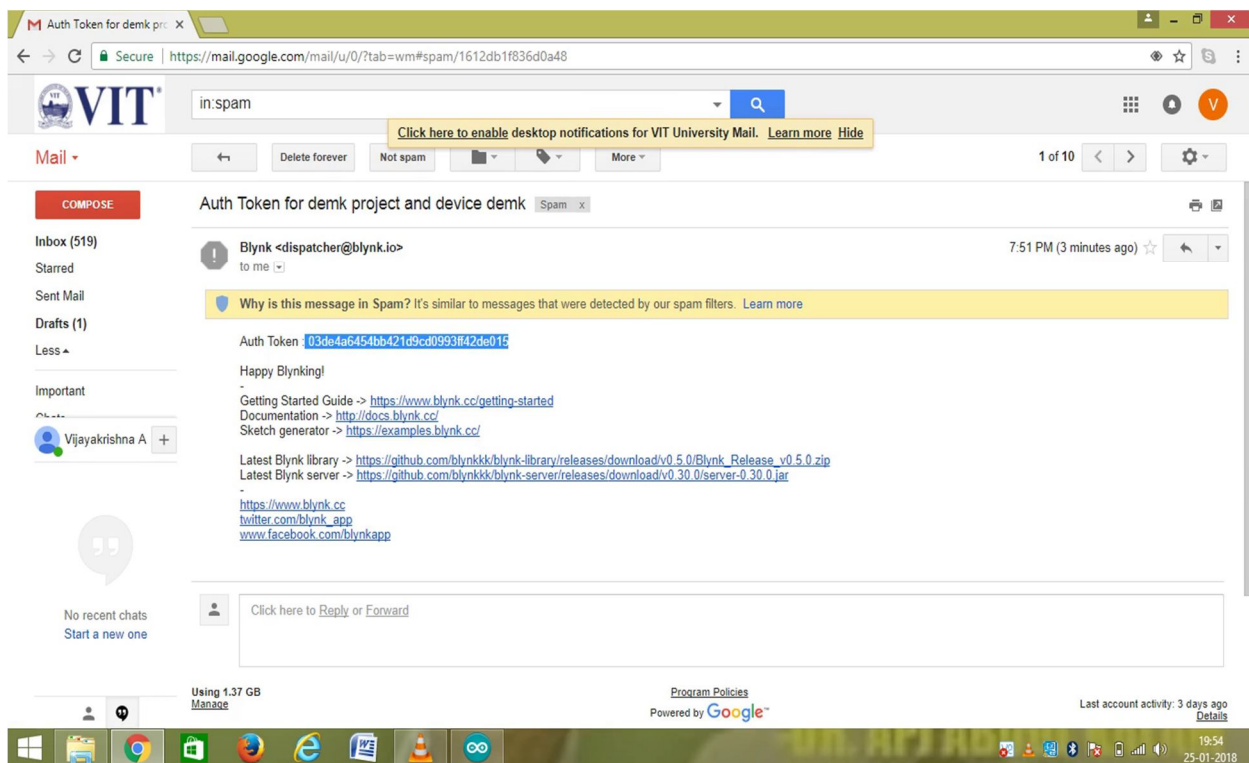 Auth Token for demk pro
Secure https://mail.google.com/mail/u/0/?tab=wm#spam/1612db1f836d0a48
VIT
in:spam
Click here to enable desktop notifications for VIT University Mail. Learn more Hide
V
Mail
Delete forever
Not spam
More
1 of 10
COMPOSE
Auth Token for demk project and device demk Spam x
Inbox (519)
Starred
Sent Mail
Drafts (1)
Less
Important
Chats
Vijayakrishna A
No recent chats
Start a new one
Blynk <dispatcher@blynk.io>
to me
7:51 PM (3 minutes ago)
Why is this message in Spam? It's similar to messages that were detected by our spam filters. Learn more
Auth Token : 03de4a6454bb421d9cd0993ff42de015
Happy Blynking!
-
Getting Started Guide -> https://www.blynk.cc/getting-started
Documentation -> http://docs.blynk.cc/
Sketch generator -> https://examples.blynk.cc/
Latest Blynk library -> https://github.com/blynkkk/blynk-library/releases/download/v0.5.0/Blynk_Release_v0.5.0.zip
Latest Blynk server -> https://github.com/blynkkk/blynk-server/releases/download/v0.30.0/server-0.30.0.jar
-
https://www.blynk.cc
twitter.com/blynk_app
www.facebook.com/blynkapp
Click here to Reply or Forward
Using 1.37 GB
Manage
Program Policies
Powered by Google™
Last account activity: 3 days ago
Details
19:54
25-01-2018